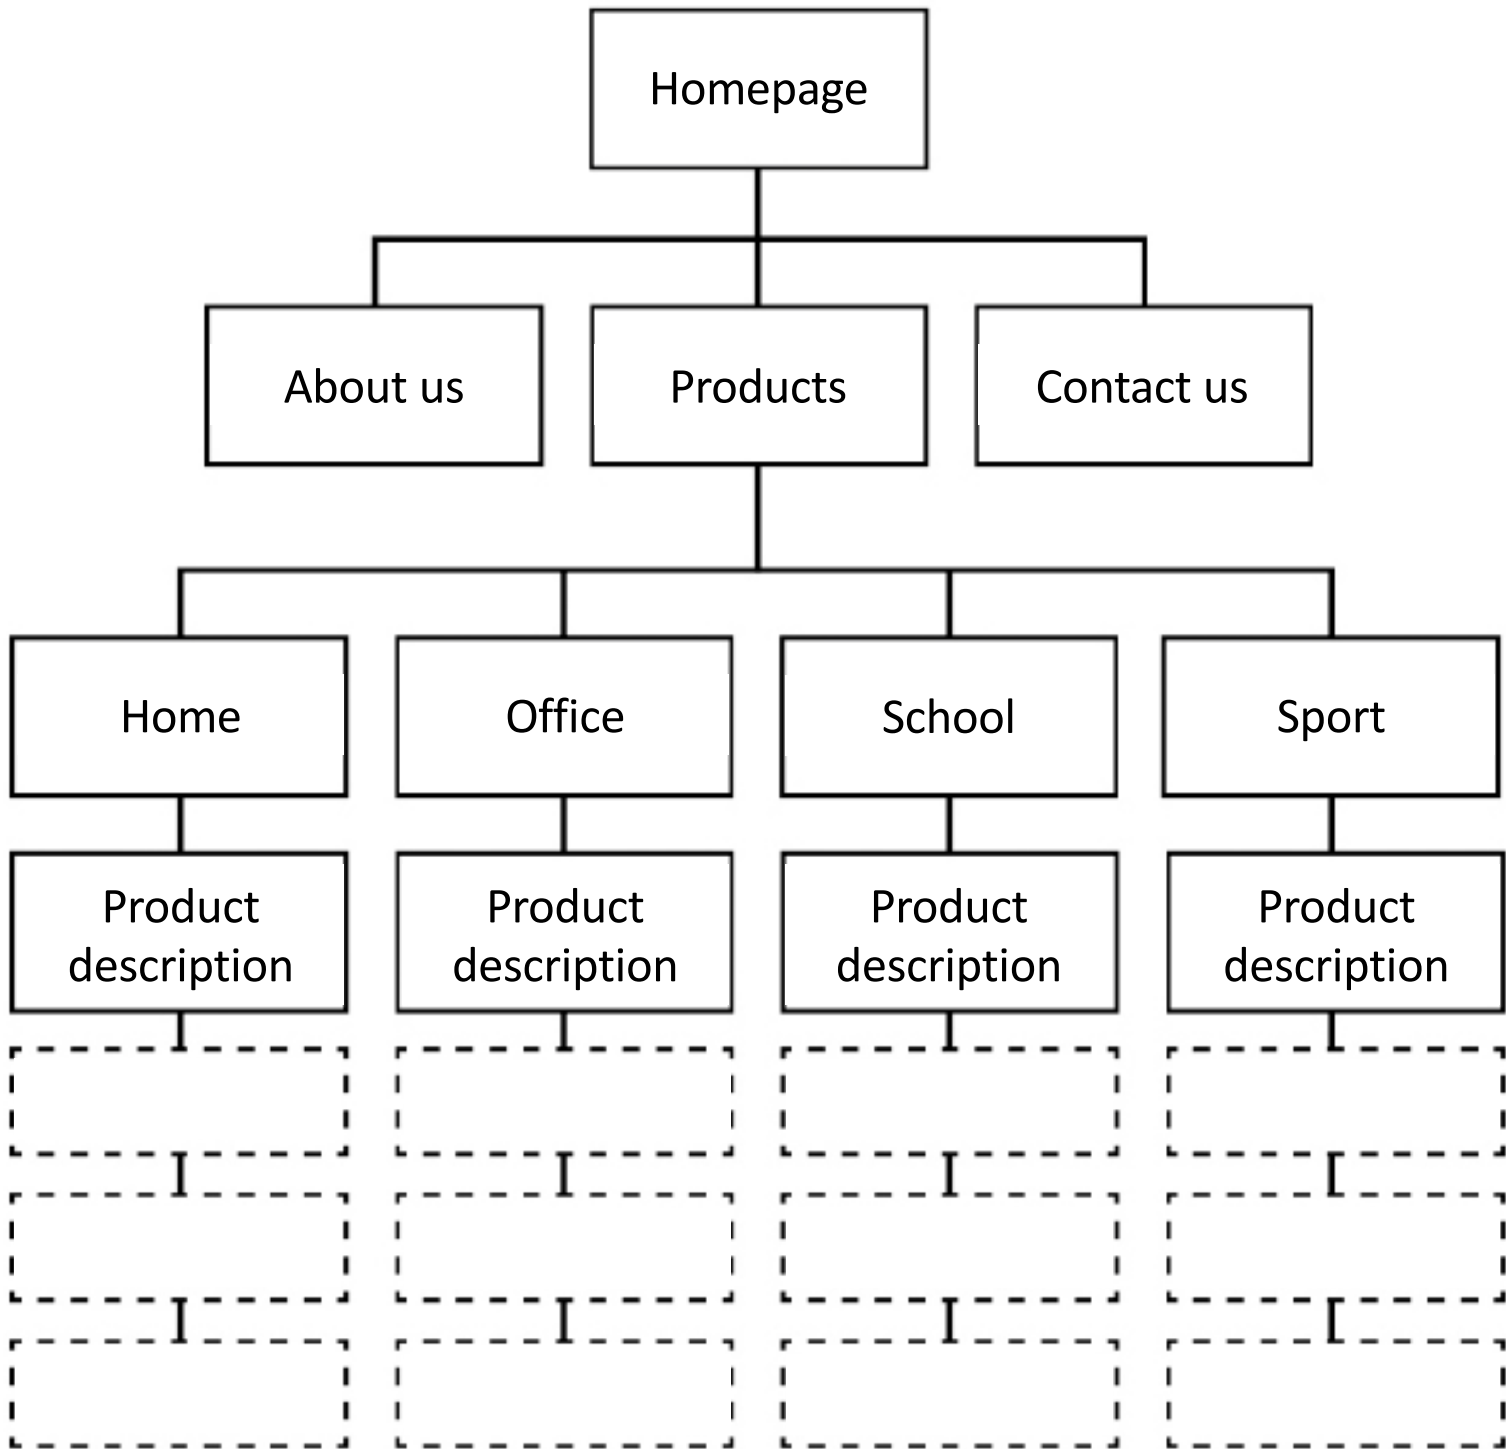 Homepage
About us
Products
Contact us
Home
Office
School
Sport
Product
description
Product
description
Product
description
Product
description